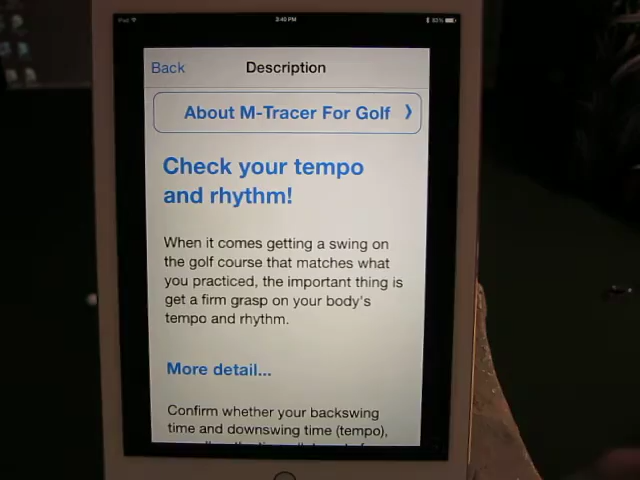 iPad
3:40 PM
93%
Back
Description
About M-Tracer For Golf
Check your tempo
and rhythm!
When it comes getting a swing on
the golf course that matches what
you practiced, the important thing is
get a firm grasp on your body's
tempo and rhythm.
More detail...
Confirm whether your backswing
time and downswing time (tempo),